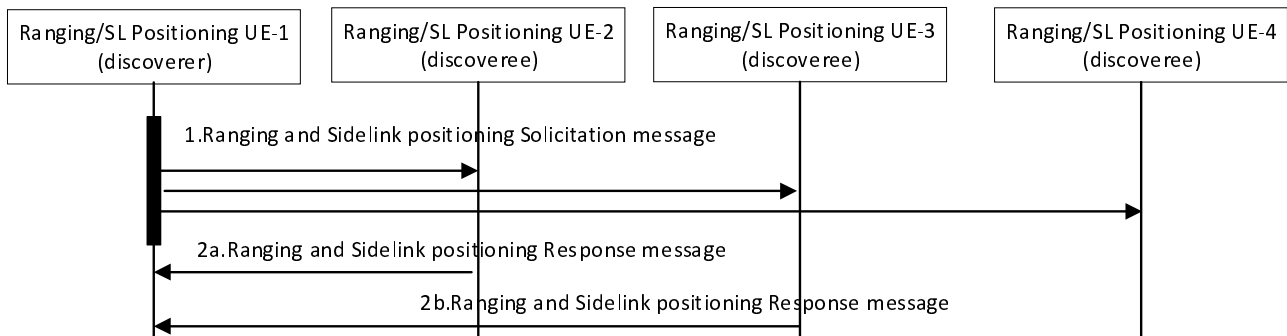 Ranging/SL Positioning UE-1
(discoverer)
Ranging/SL Positioning UE-2
(discoveree)
Ranging/SL Positioning UE-3
(discoveree)
Ranging/SL Positioning UE-4
(discoveree)
1.Ranging and Sidelink positioning Solicitation message
2a.Ranging and Sidelink positioning Response message
2b.Ranging and Sidelink positioning Response message